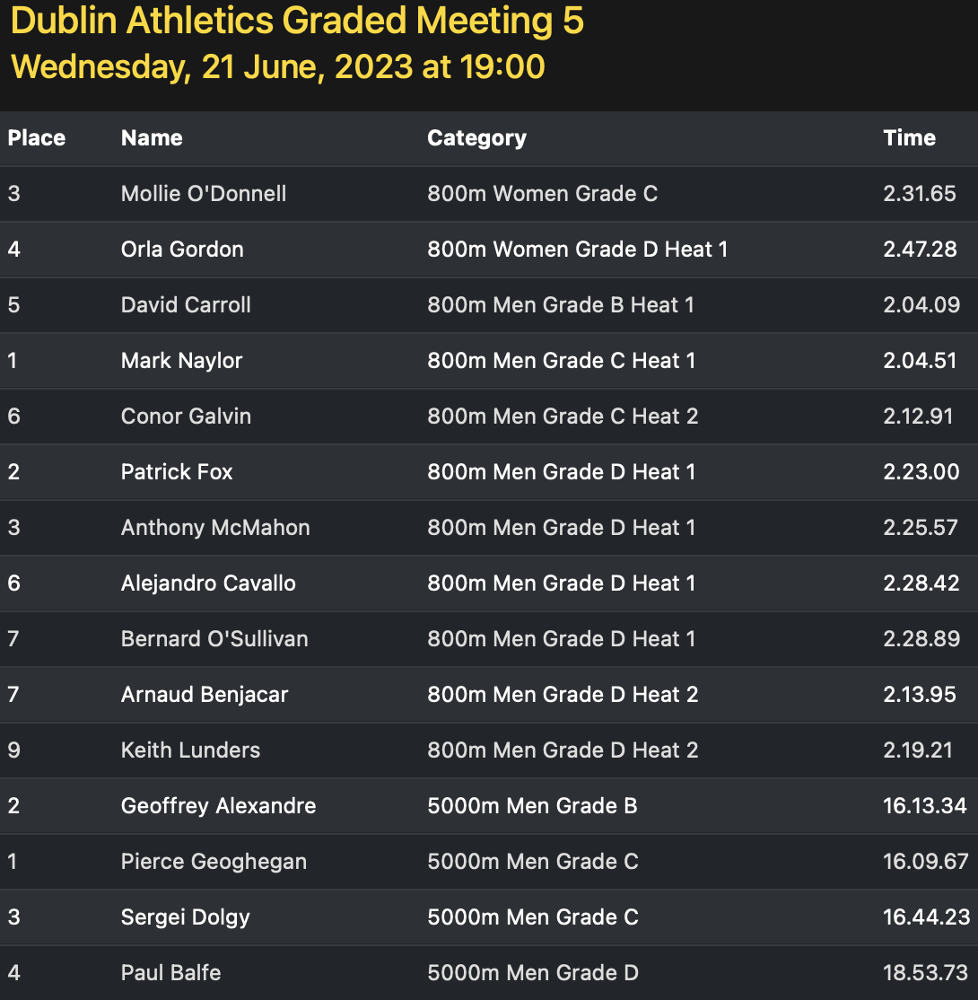 Dublin Athletics Graded Meeting 5
Wednesday, 21 June, 2023 at 19:00
Place Name Category Time
3 Mollie O'Donnell 800m Women Grade C 2.31.65
4 Orla Gordon 800m Women Grade D Heat 1 2.47.28
5 David Carroll 800m Men Grade B Heat 1 2.04.09
1 Mark Naylor 800m Men Grade C Heat 1 2.04.51
6 Conor Galvin 800m Men Grade C Heat 2 2.12.91
2 Patrick Fox 800m Men Grade D Heat 1 2.23.00
3 Anthony McMahon 800m Men Grade D Heat 1 2.25.57
6 Alejandro Cavallo 800m Men Grade D Heat 1 2.28.42
7 Bernard O'Sullivan 800m Men Grade D Heat 1 2.28.89
7 Arnaud Benjacar 800m Men Grade D Heat 2 2.13.95
9 Keith Lunders 800m Men Grade D Heat 2 2.19.21
2 Geoffrey Alexandre 5000m Men Grade B 16.13.34
1 Pierce Geoghegan 5000m Men Grade C 16.09.67
3 Sergei Dolgy 5000m Men Grade C 16.44.23
4 Paul Balfe 5000m Men Grade D 18.53.73